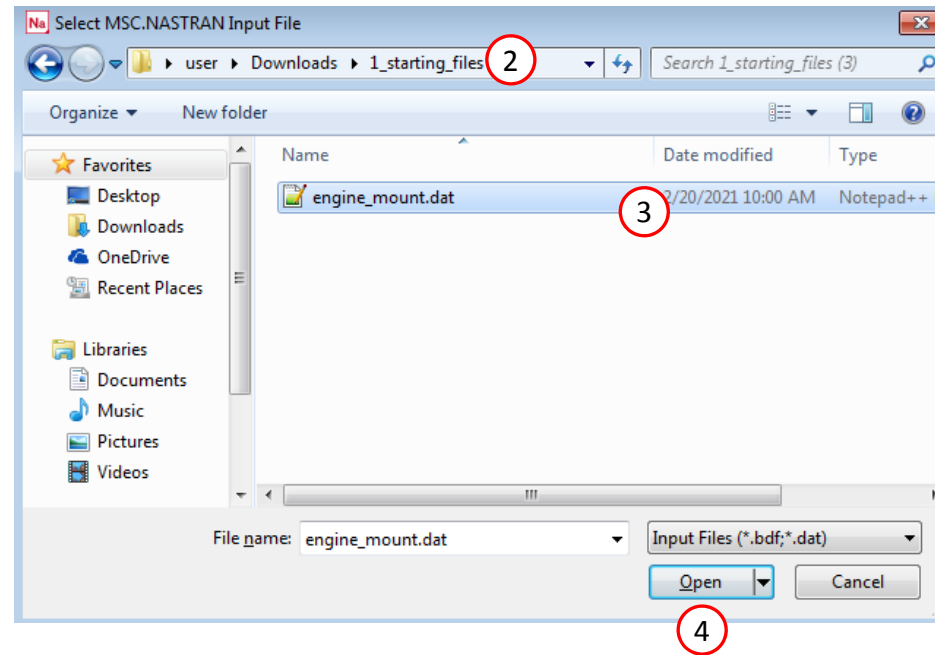 Na Select MSC.NASTRAN Input File
user Downloads 1_starting_files 2 Search 1_starting_files (3)
Organize New folder
Name Date modified Type
Favorites
Desktop
Downloads
OneDrive
Recent Places
Libraries
Documents
Music
Pictures
Videos
engine_mount.dat 3 2/20/2021 10:00 AM Notepad++
File name: engine_mount.dat Input Files (*.bdf;*.dat)
Open Cancel
4